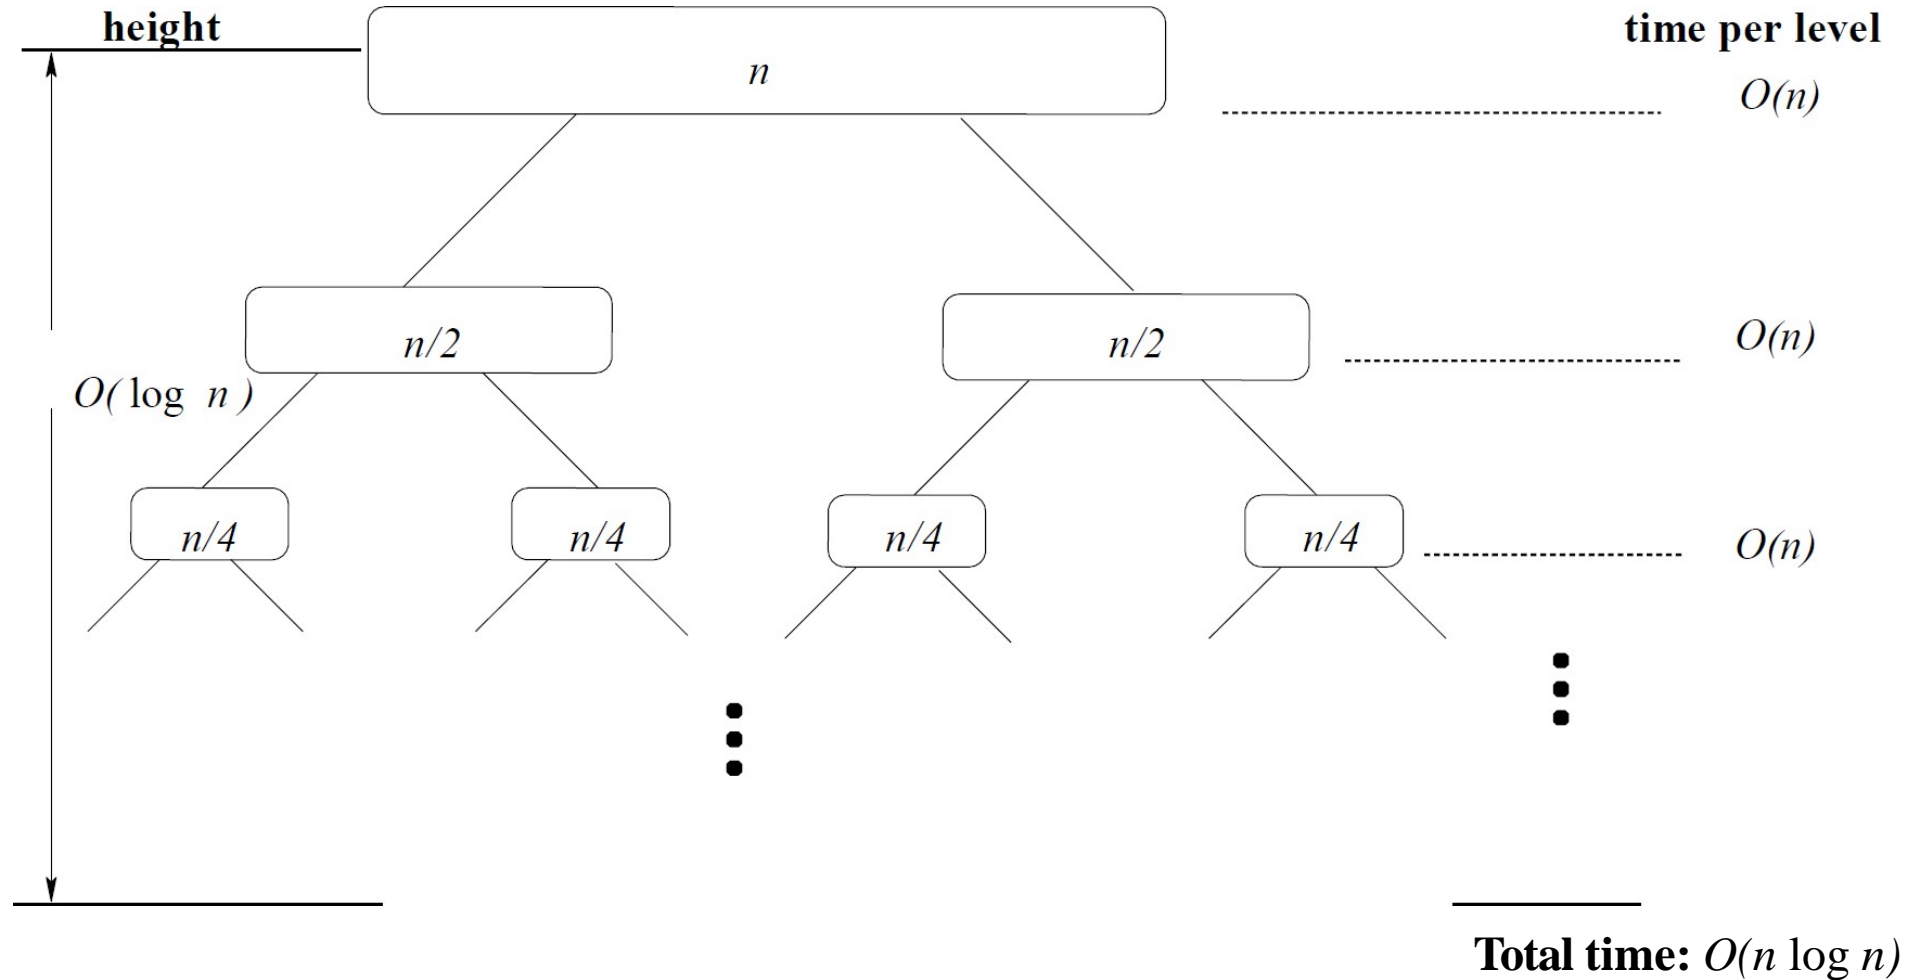 height
time per level
n
O(n)
n/2
n/2
O(n)
O( log n )
n/4
n/4
n/4
n/4
O(n)
Total time: O(n log n)